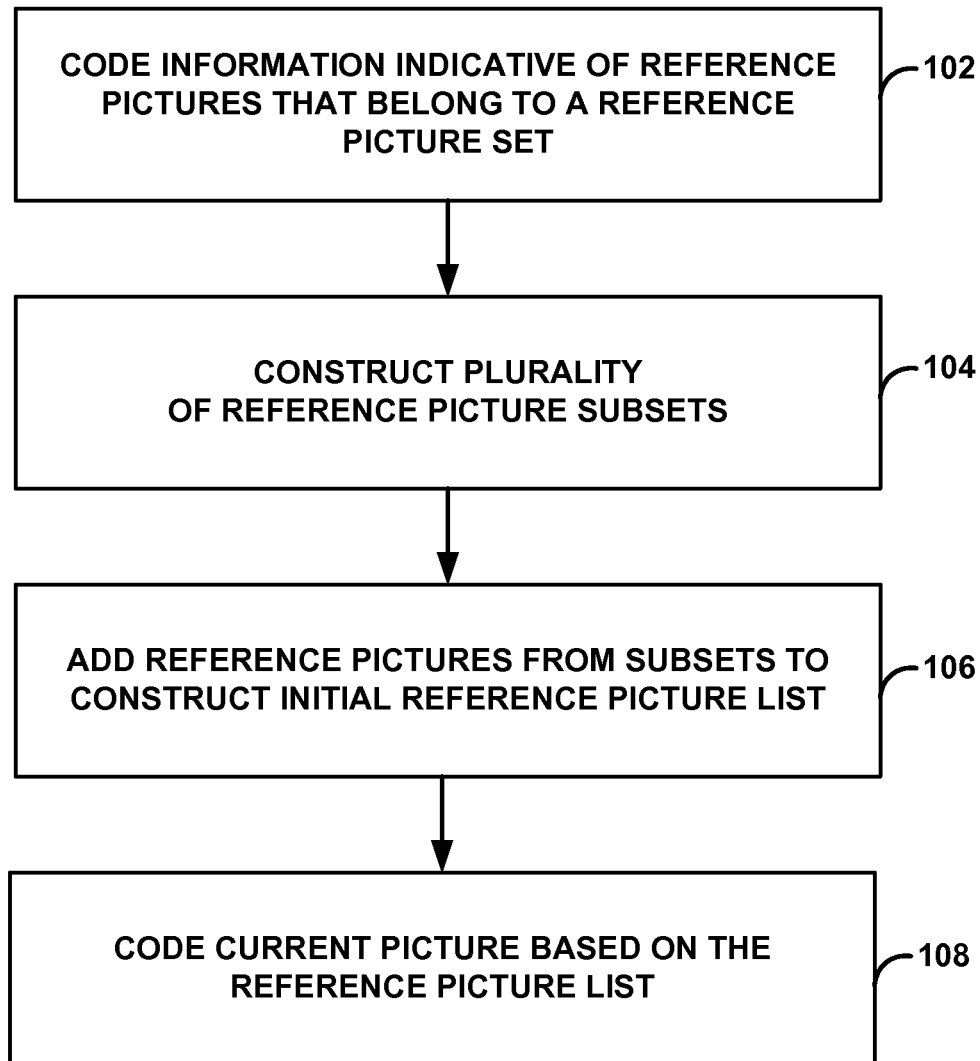 CODE INFORMATION INDICATIVE OF REFERENCE
PICTURES THAT BELONG TO A REFERENCE
PICTURE SET
102
CONSTRUCT PLURALITY
OF REFERENCE PICTURE SUBSETS
104
ADD REFERENCE PICTURES FROM SUBSETS TO
CONSTRUCT INITIAL REFERENCE PICTURE LIST
106
CODE CURRENT PICTURE BASED ON THE
REFERENCE PICTURE LIST
108